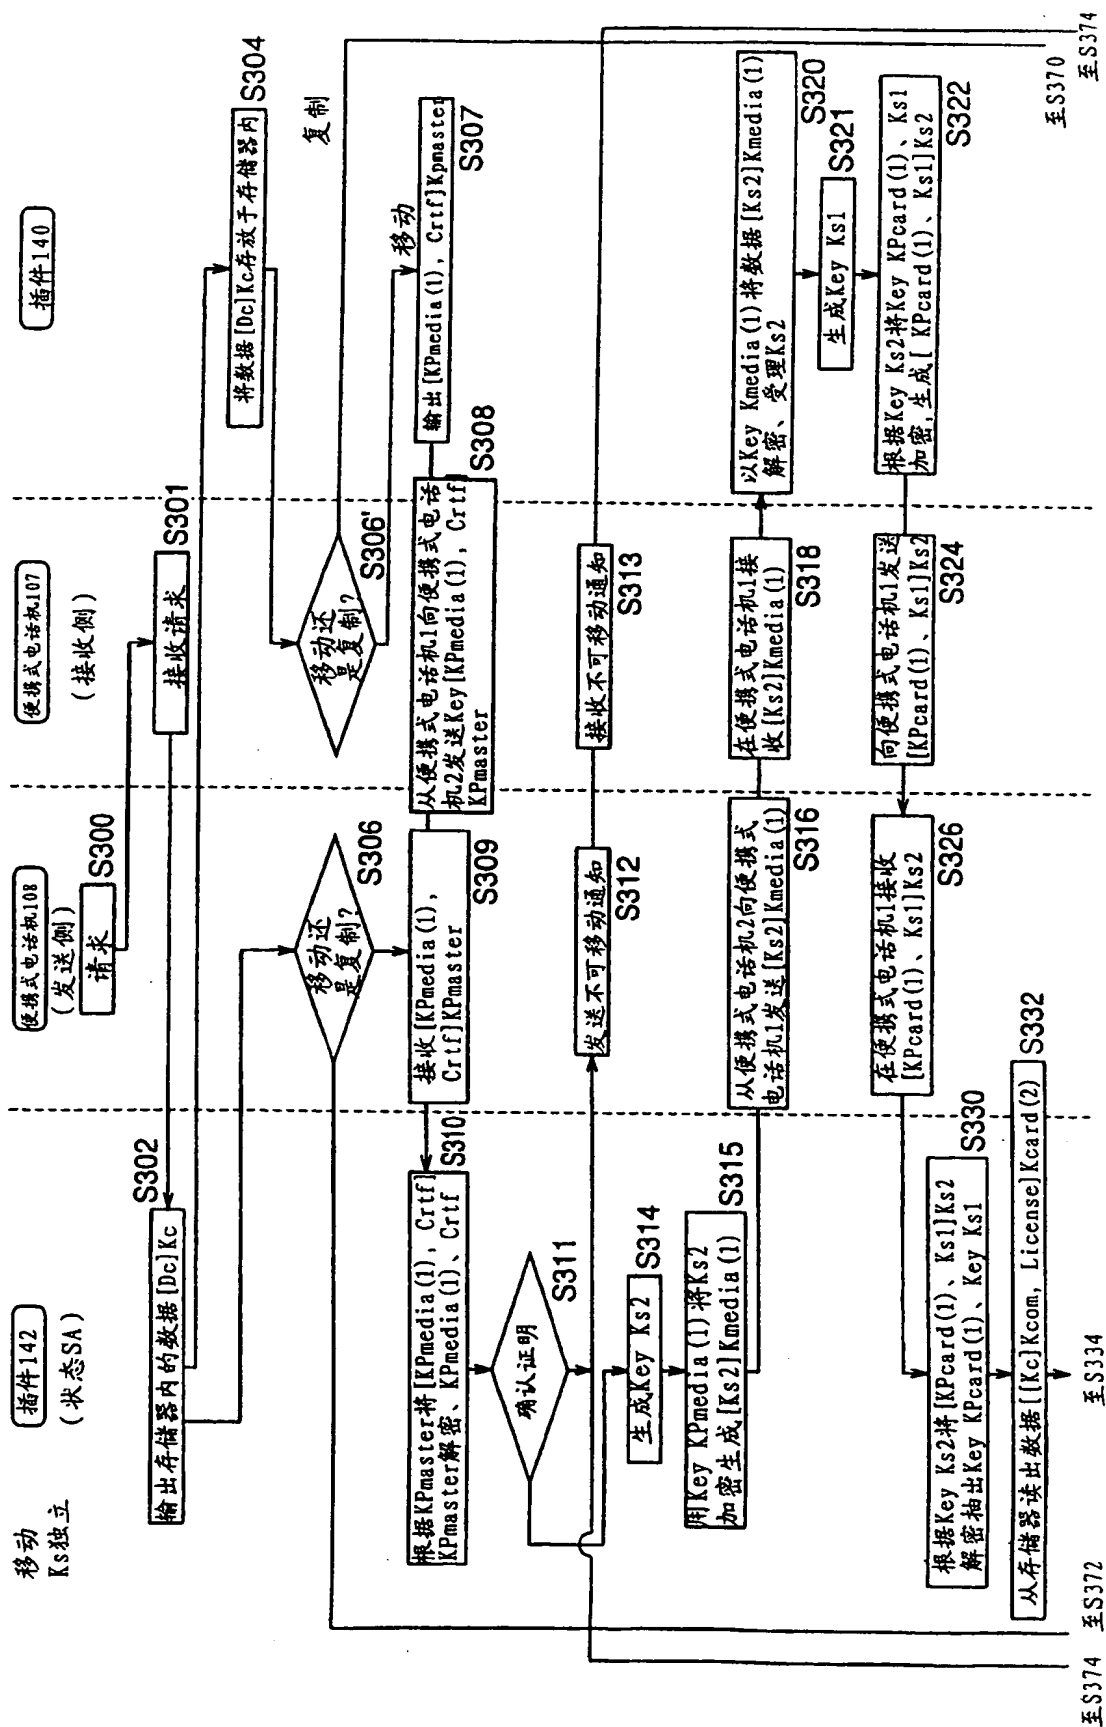 移动
Ks独立
插件142
(状态SA)
便携式电话机108
(发送侧)
便携式电话机107
(接收侧)
插件140
请求
S300
接收请求
S301
输出存储器内的数据[Dc]Kc
S302
将数据[Dc]Kc存放于存储器内
S304
移动还
是复制?
S306
移动还
是复制?
S306'
复制
移动
输出[KPmedia(1), Crtf]Kpmaster
S307
从便携式电话机1向便携式电话
机2发送Key[KPmedia(1), Crtf]
KPmaster
S308
接收[KPmedia(1),
Crtf]KPmaster
S309
根据KPmaster将[KPmedia(1), Crtf]
KPmaster解密、KPmedia(1)、Crtf
S310
确认证明
S311
发送不可移动通知
S312
接收不可移动通知
S313
生成Key Ks2
S314
用Key KPmedia(1)将Ks2
加密生成[Ks2]Kmedia(1)
S315
从便携式电话机2向便携式
电话机1发送[Ks2]Kmedia(1)
S316
在便携式电话机1接
收[Ks2]Kmedia(1)
S318
以Key Kmedia(1)将数据[Ks2]Kmedia(1)
解密、受理Ks2
S320
生成Key Ks1
S321
根据Key Ks2将Key KPcard(1)、Ks1
加密,生成[ KPcard(1)、Ks1]Ks2
S322
向便携式电话机1发送
[KPcard(1)、Ks1]Ks2
S324
在便携式电话机1接收
[KPcard(1)、Ks1]Ks2
S326
根据Key Ks2将[KPcard(1)、Ks1]Ks2
解密抽出Key KPcard(1)、Key Ks1
S330
从存储器读出数据[[Kc]Kcom, License]Kcard(2)
S332
至S374
至S372
至S334
至S370
至S374